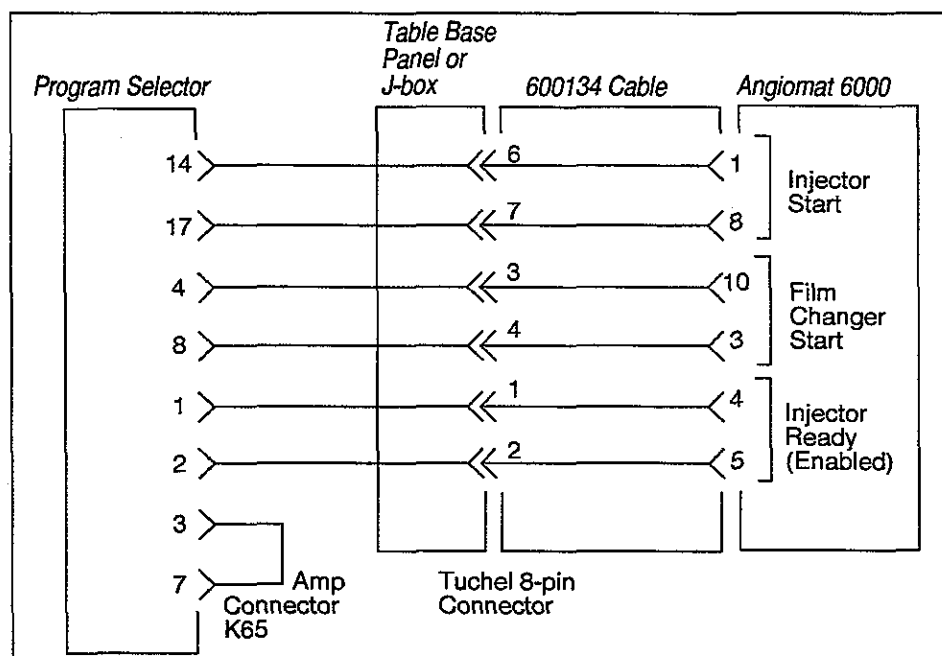 Table Base
Panel or
J-box
Program Selector
600134 Cable
Angiomat 6000
14 6 1
Injector
Start
17 7 8
4 3 10
Film
Changer
Start
8 4 3
1 1 4
Injector
Ready
(Enabled)
2 2 5
3
7
Amp
Connector
K65
Tuchel 8-pin
Connector